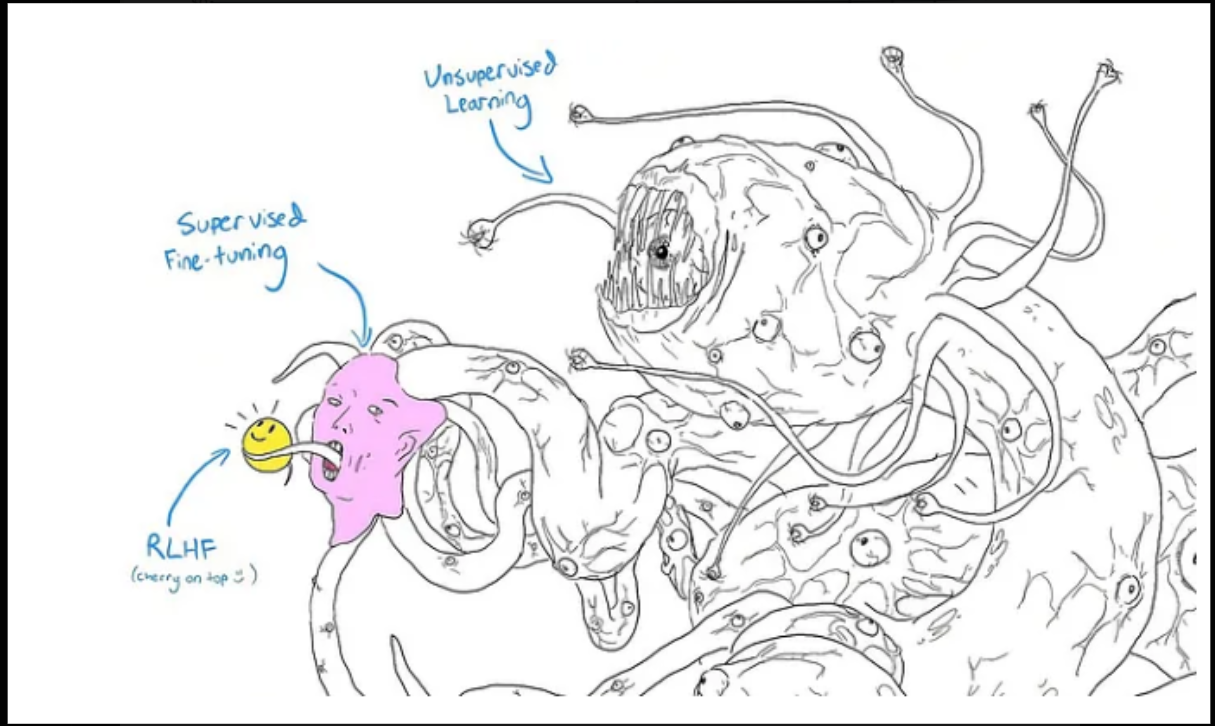 Unsupervised
Learning
Supervised
Fine-tuning
RLHF
(cherry on top :))